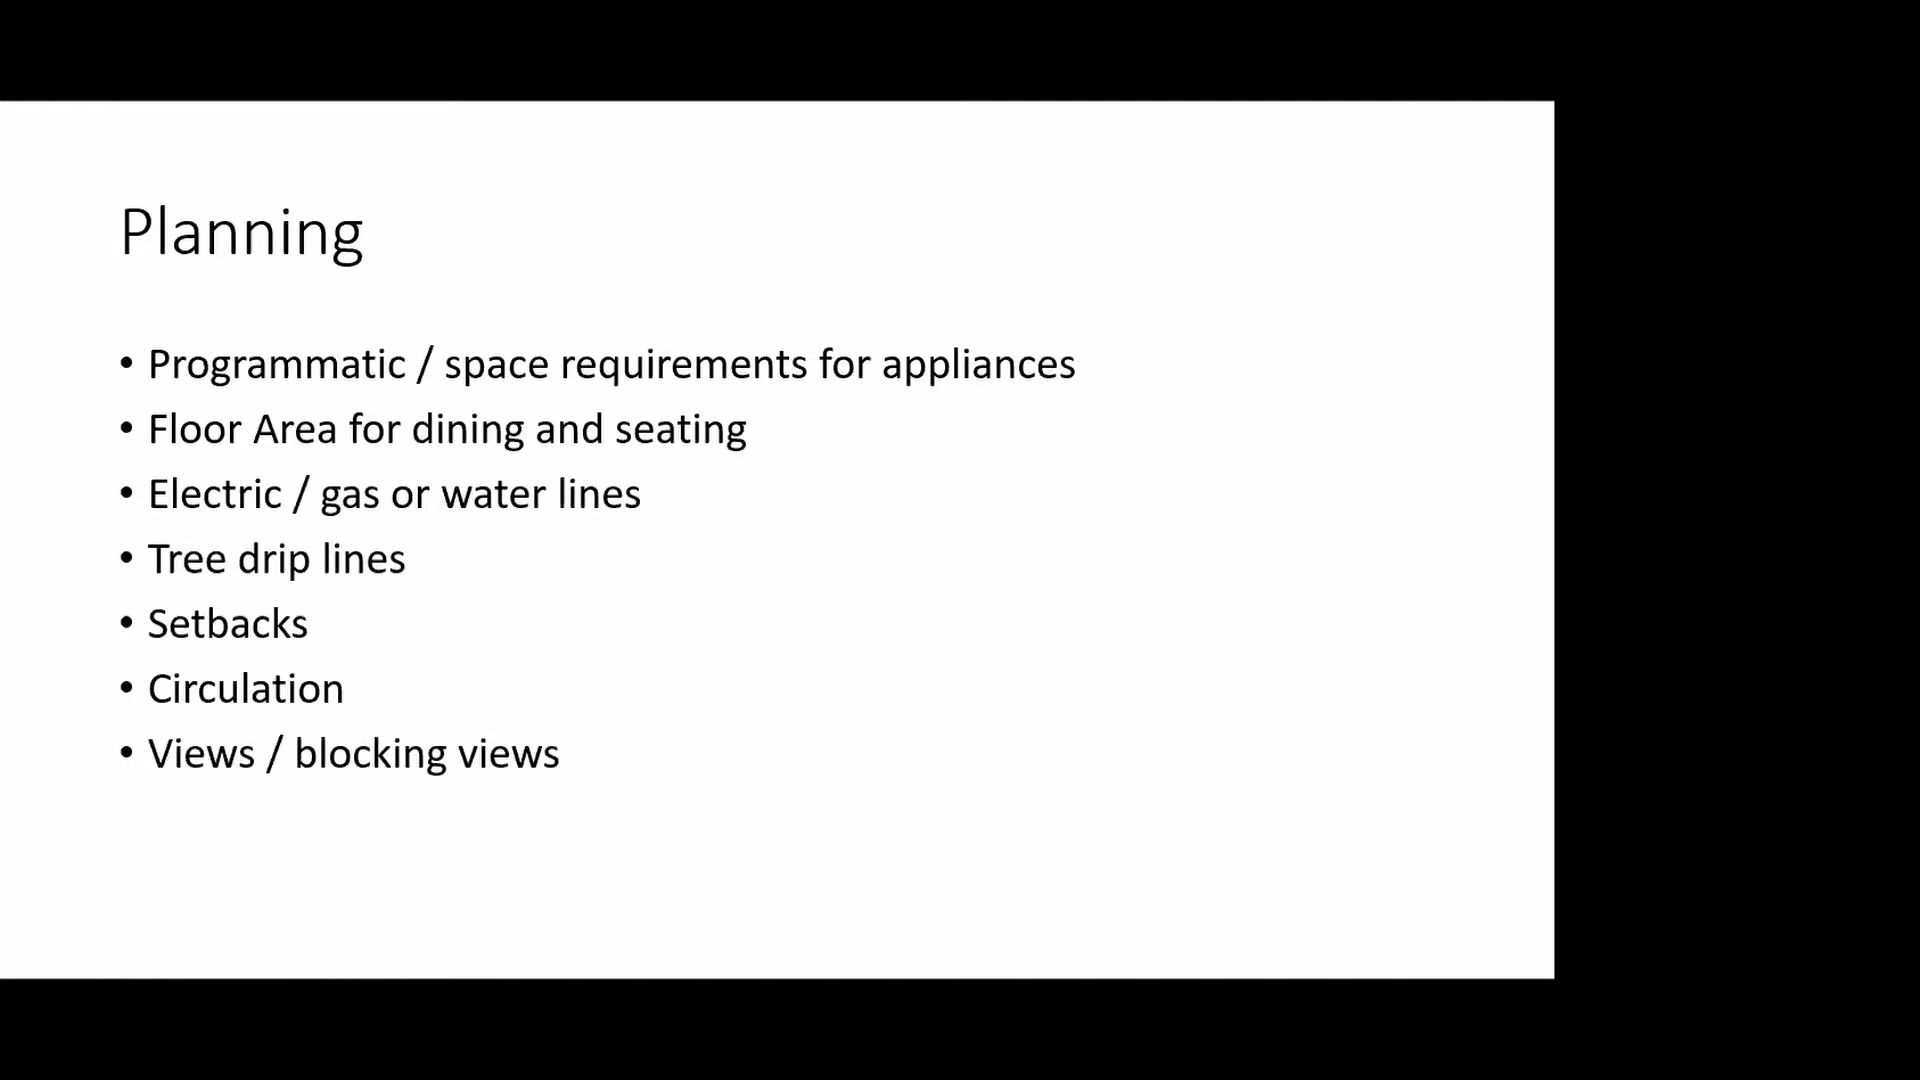 Planning
• Programmatic / space requirements for appliances
• Floor Area for dining and seating
• Electric / gas or water lines
• Tree drip lines
• Setbacks
• Circulation
• Views / blocking views